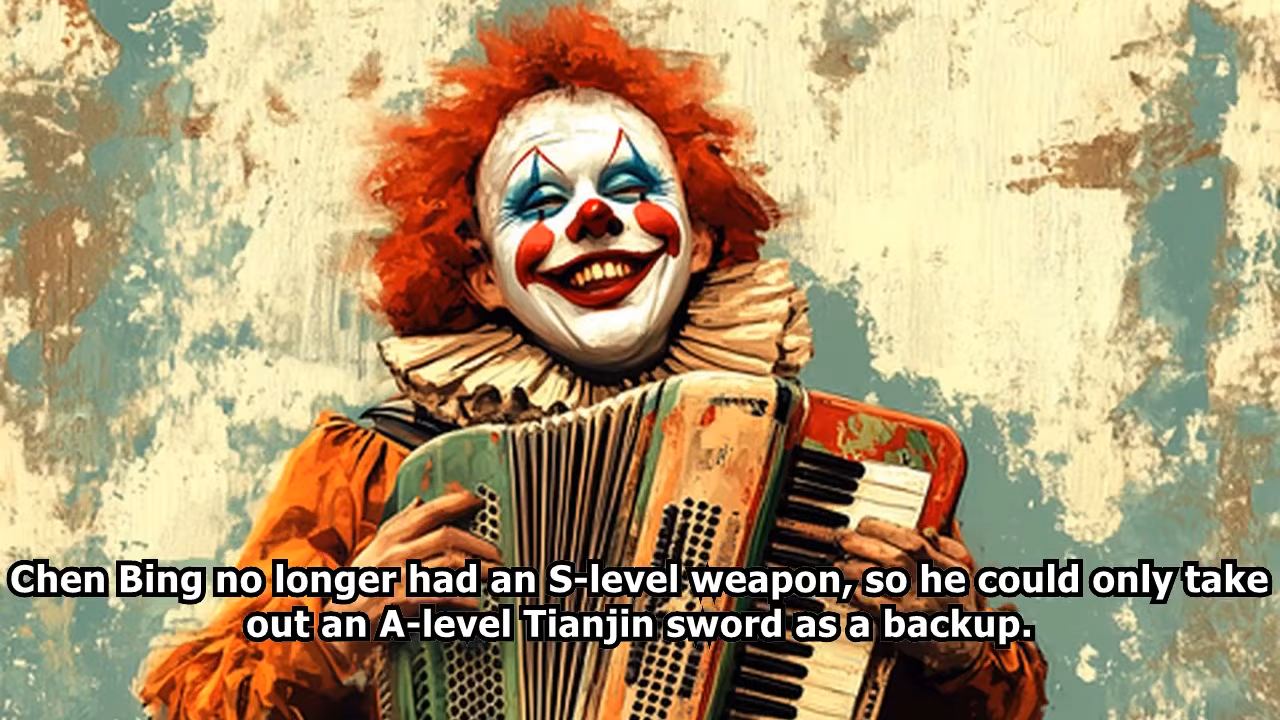 Chen Bing no longer had an S-level weapon, so he could only take
out an A-level Tianjin sword as a backup.